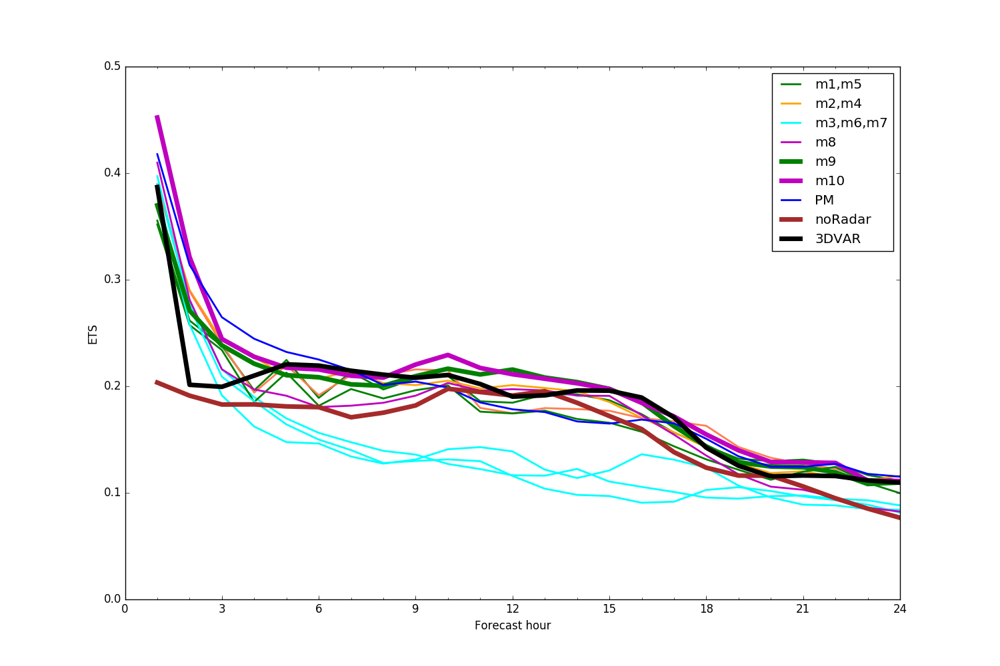 0.5
0.4
0.3
0.2
0.1
0.0
ETS
m1,m5
m2,m4
m3,m6,m7
m8
m9
m10
PM
noRadar
3DVAR
0 3 6 9 12 15 18 21 24
Forecast hour